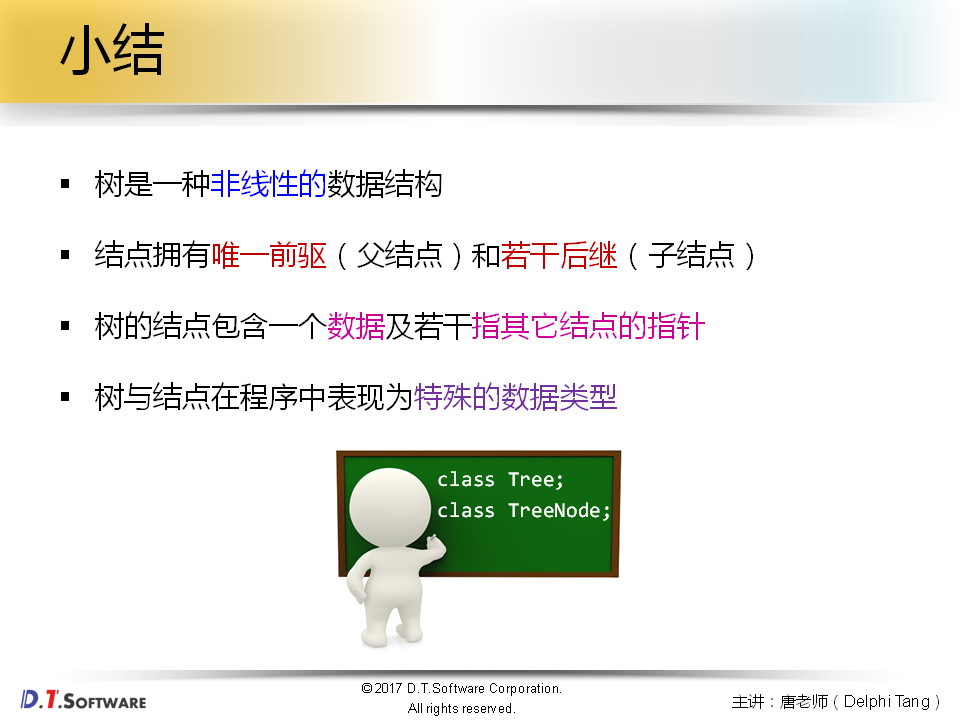 小结
▪ 树是一种非线性的数据结构
▪ 结点拥有唯一前驱（父结点）和若干后继（子结点）
▪ 树的结点包含一个数据及若干指其它结点的指针
▪ 树与结点在程序中表现为特殊的数据类型
class Tree;
class TreeNode;
D.T.SOFTWARE
©2017 D.T.Software Corporation.
All rights reserved.
主讲：唐老师（Delphi Tang）